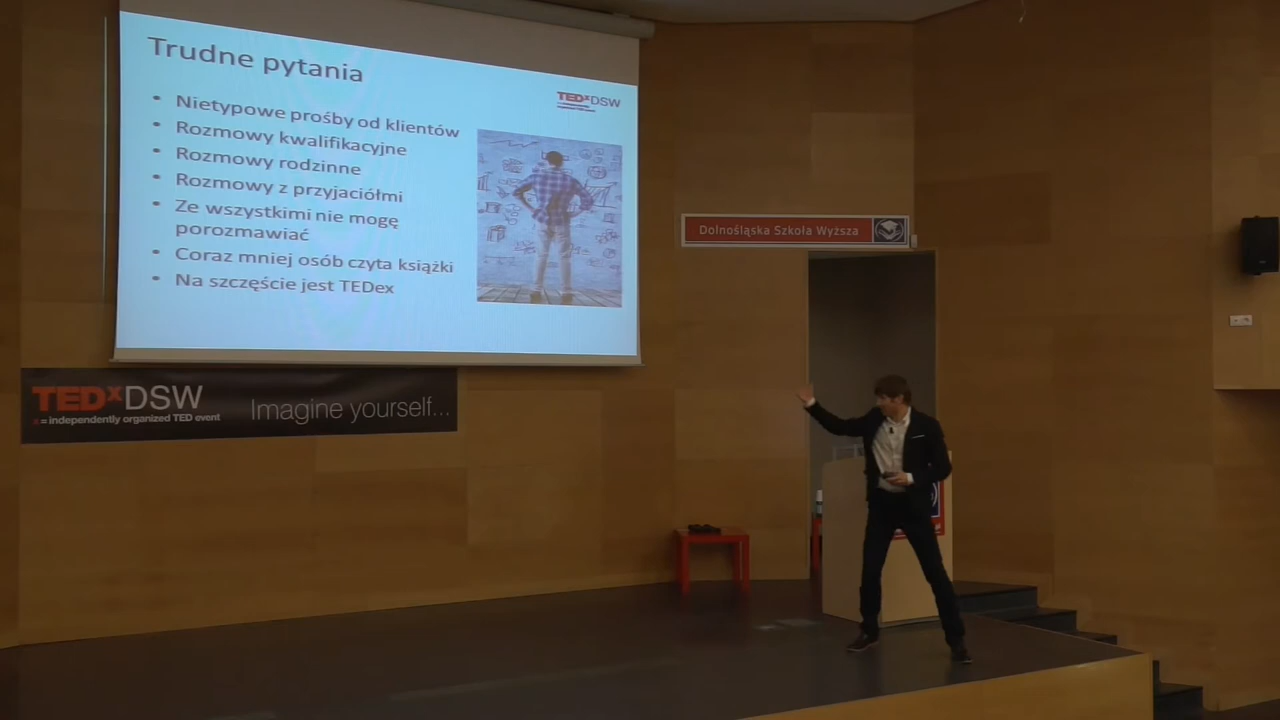 Trudne pytania
TEDxDSW
• Nietypowe prośby od klientów
• Rozmowy kwalifikacyjne
• Rozmowy rodzinne
• Rozmowy z przyjaciółmi
• Ze wszystkimi nie mogę
porozmawiać
• Coraz mniej osób czyta książki
• Na szczęście jest TEDex
Dolnośląska Szkoła Wyższa
TEDxDSW
x = independently organized TED event
Imagine yourself...